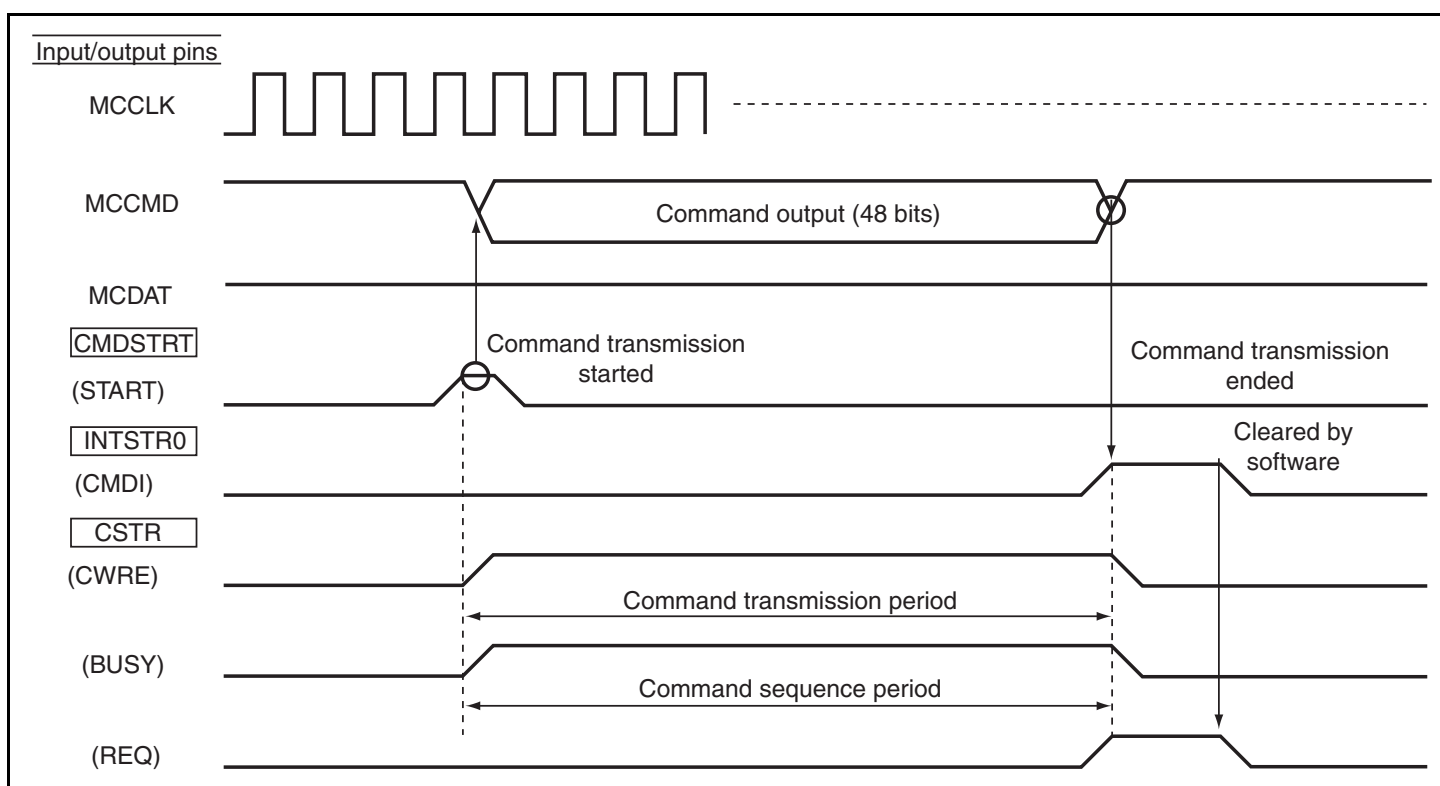 Input/output pins
MCCLK
MCCMD
Command output (48 bits)
MCDAT
CMDSTRT
(START)
Command transmission
started
Command transmission
ended
INTSTR0
(CMDI)
Cleared by
software
CSTR
(CWRE)
Command transmission period
(BUSY)
Command sequence period
(REQ)